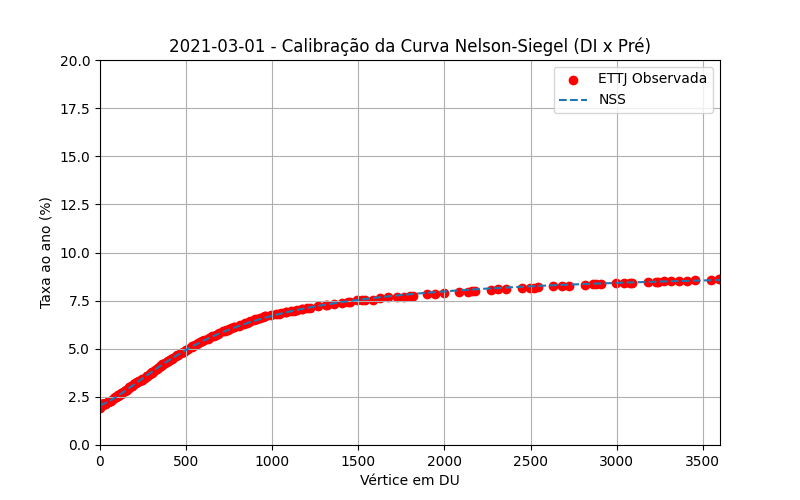 2021-03-01 - Calibração da Curva Nelson-Siegel (DI x Pré)
ETTJ Observada
NSS
Taxa ao ano (%)
20.0
17.5
15.0
12.5
10.0
7.5
5.0
2.5
0.0
0 500 1000 1500 2000 2500 3000 3500
Vértice em DU